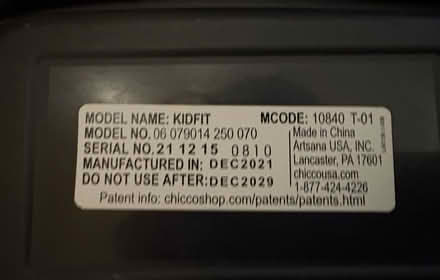 MODEL NAME: KIDFIT MCODE: 10840 T-01
MODEL NO. 06 079014 250 070
SERIAL NO. 21 12 15 0810
MANUFACTURED IN: DEC2021
DO NOT USE AFTER: DEC2029
Made in China
Artsana USA, INC.
Lancaster, PA 17601
chiccousa.com
1-877-424-4226
Patent info: chiccoshop.com/patents/patents.html